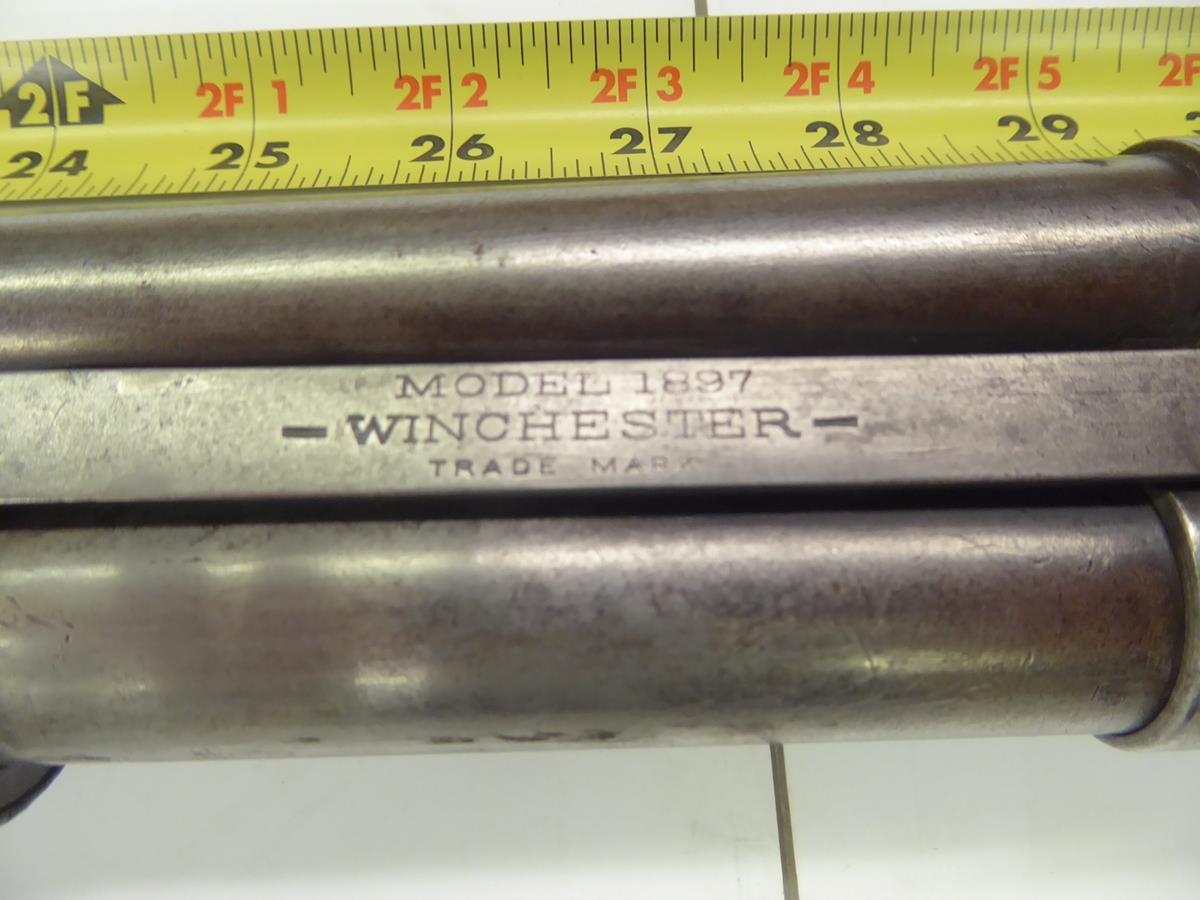 2F 2F 1 2F 2 2F 3 2F 4 2F 5 2F
24 25 26 27 28 29
MODEL 1897
- WINCHESTER -
TRADE MARK